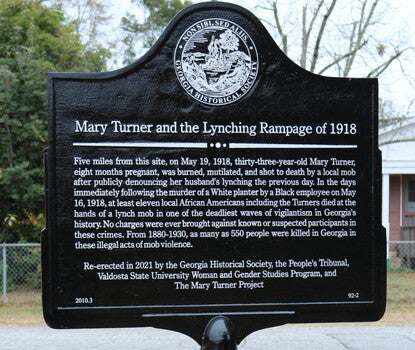 NON SIBI, SED ALIIS
GEORGIA HISTORICAL SOCIETY
Mary Turner and the Lynching Rampage of 1918
Five miles from this site, on May 19, 1918, thirty-three-year-old Mary Turner,
eight months pregnant, was burned, mutilated, and shot to death by a local mob
after publicly denouncing her husband's lynching the previous day. In the days
immediately following the murder of a White planter by a Black employee on May
16, 1918, at least eleven local African Americans including the Turners died at the
hands of a lynch mob in one of the deadliest waves of vigilantism in Georgia's
history. No charges were ever brought against known or suspected participants in
these crimes. From 1880-1930, as many as 550 people were killed in Georgia in
these illegal acts of mob violence.
Re-erected in 2021 by the Georgia Historical Society, the People's Tribunal,
Valdosta State University Woman and Gender Studies Program, and
The Mary Turner Project
2010.3 92-2